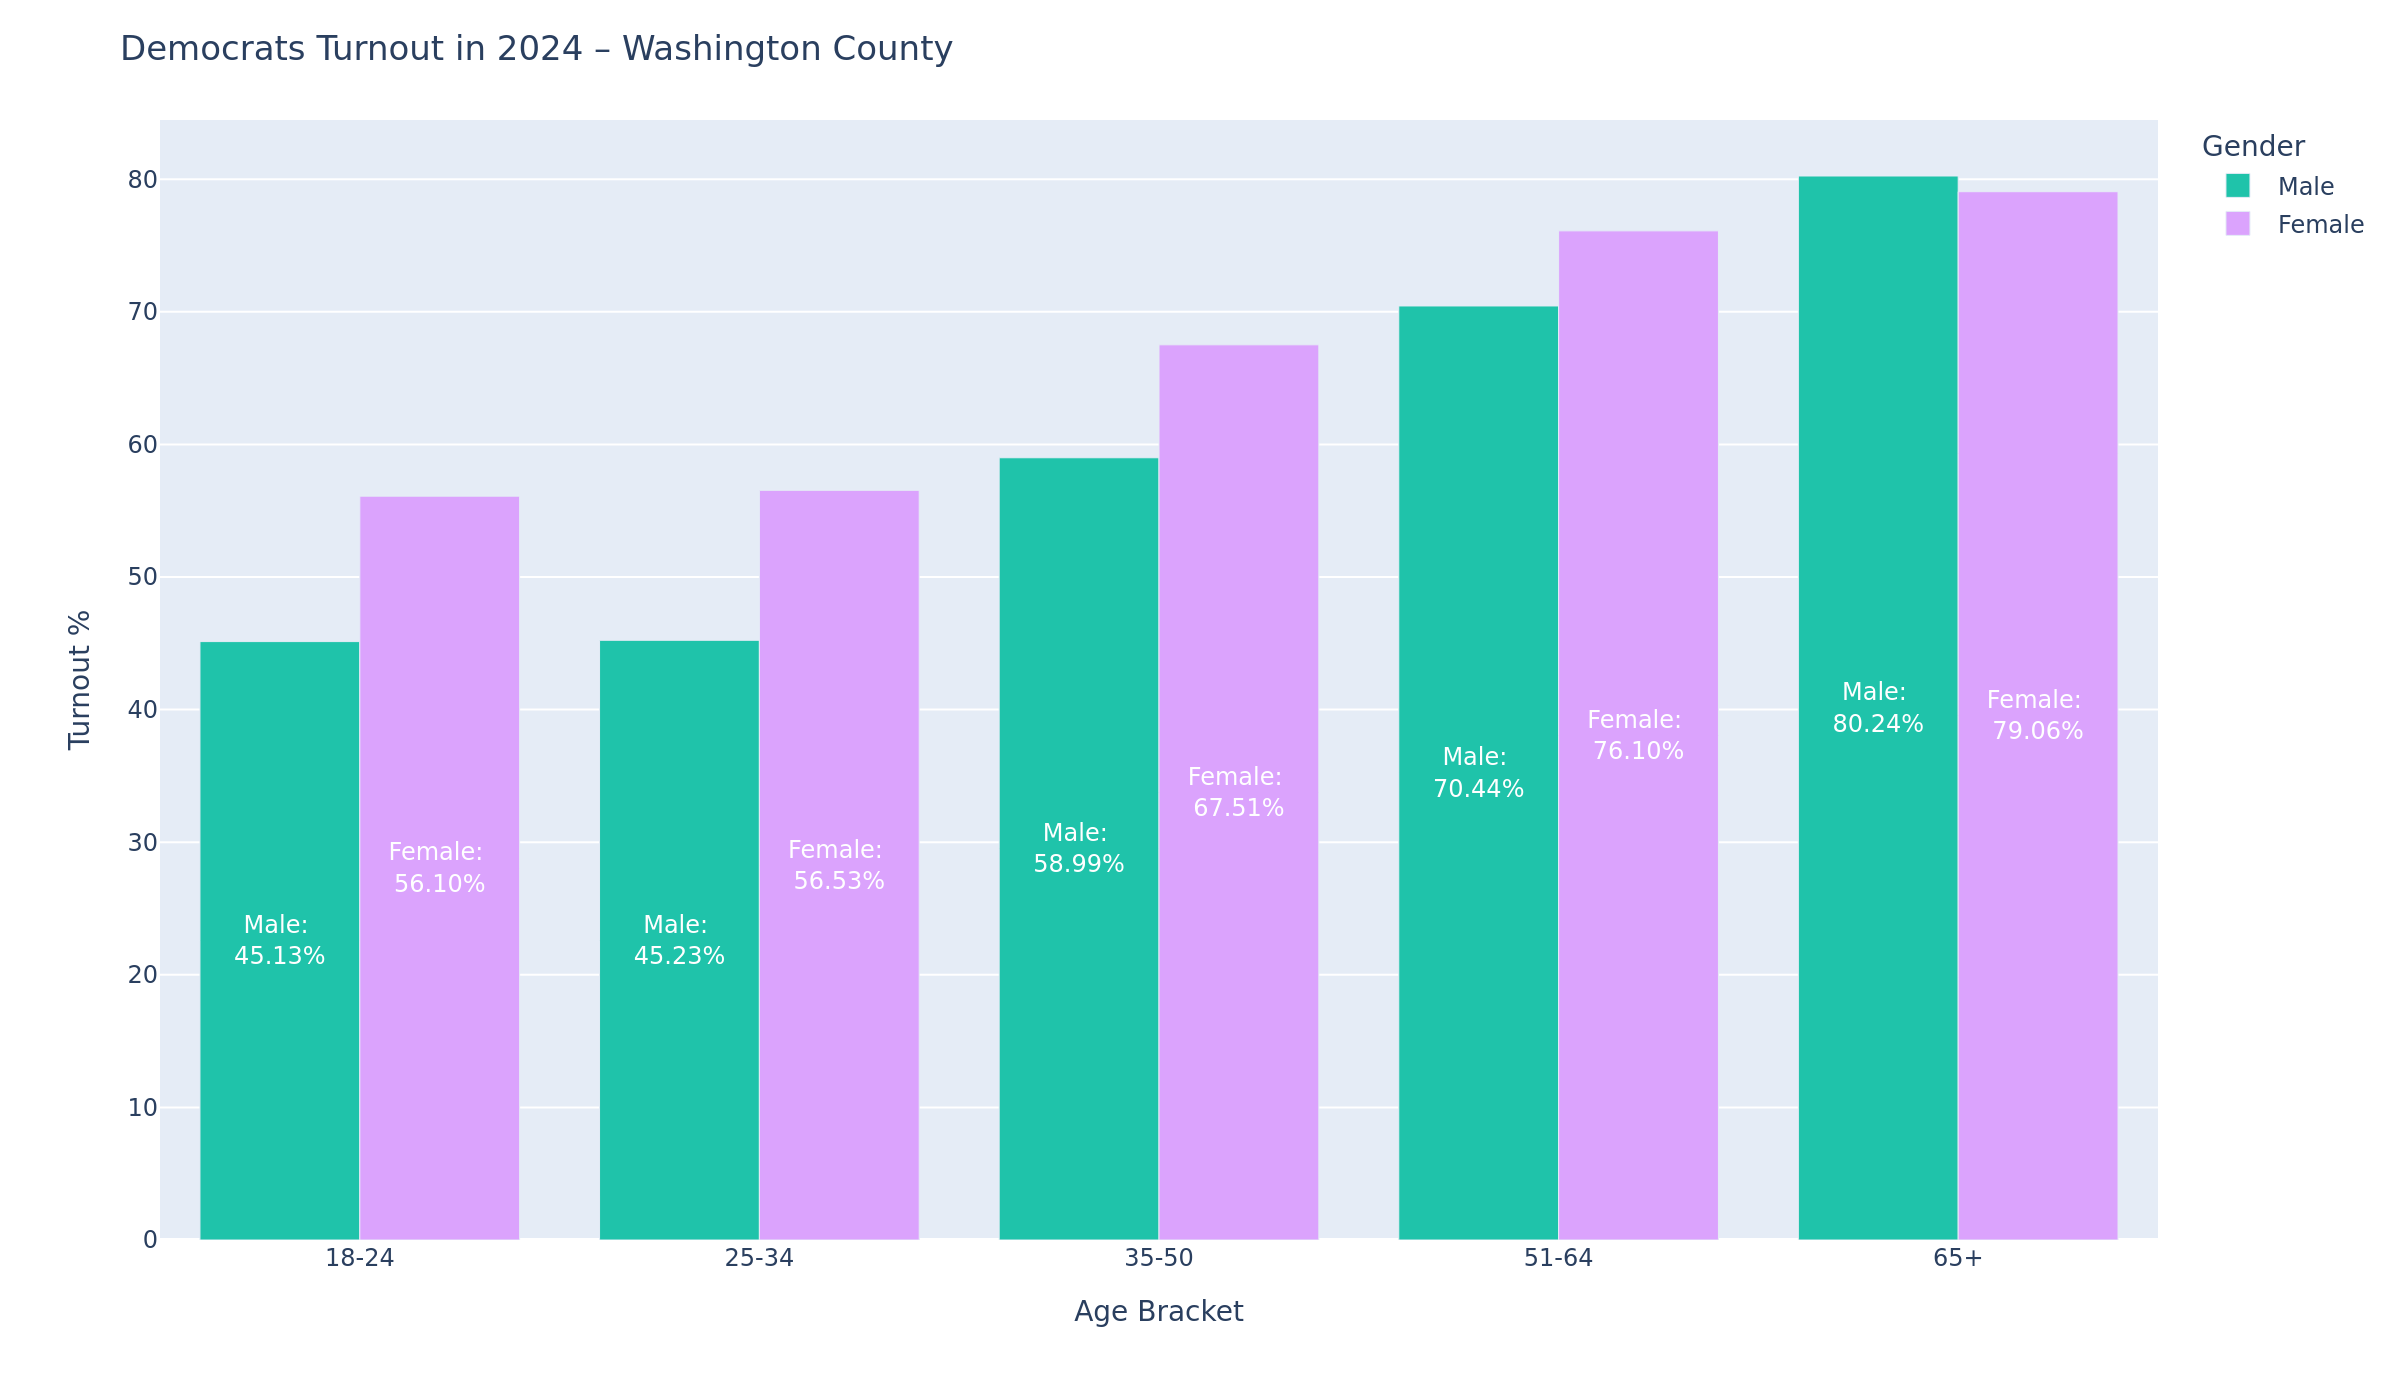 Democrats Turnout in 2024 – Washington County
Gender
Male
Female
Turnout %
80
70
60
50
40
30
20
10
0
Male:
45.13%
Female:
56.10%
Male:
45.23%
Female:
56.53%
Male:
58.99%
Female:
67.51%
Male:
70.44%
Female:
76.10%
Male:
80.24%
Female:
79.06%
18-24
25-34
35-50
51-64
65+
Age Bracket